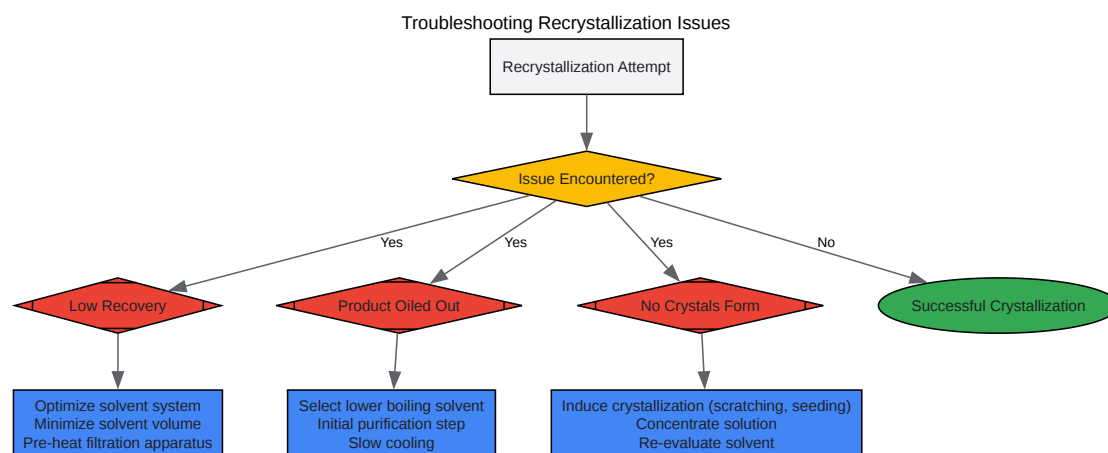 Troubleshooting Recrystallization Issues
Recrystallization Attempt
Issue Encountered?
Yes
Yes
Yes
No
Low Recovery
Product Oiled Out
No Crystals Form
Successful Crystallization
Optimize solvent system
Minimize solvent volume
Pre-heat filtration apparatus
Select lower boiling solvent
Initial purification step
Slow cooling
Induce crystallization (scratching, seeding)
Concentrate solution
Re-evaluate solvent